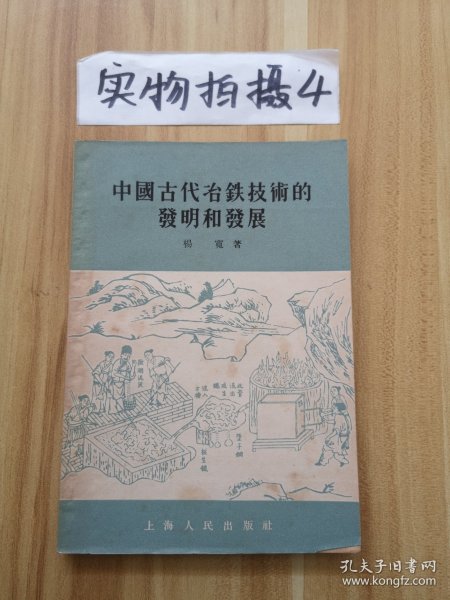 实物拍摄4
中國古代冶鉄技術的
發明和發展
楊 寬 著
上海人民出版社
孔夫子旧书网
www.kongfz.com